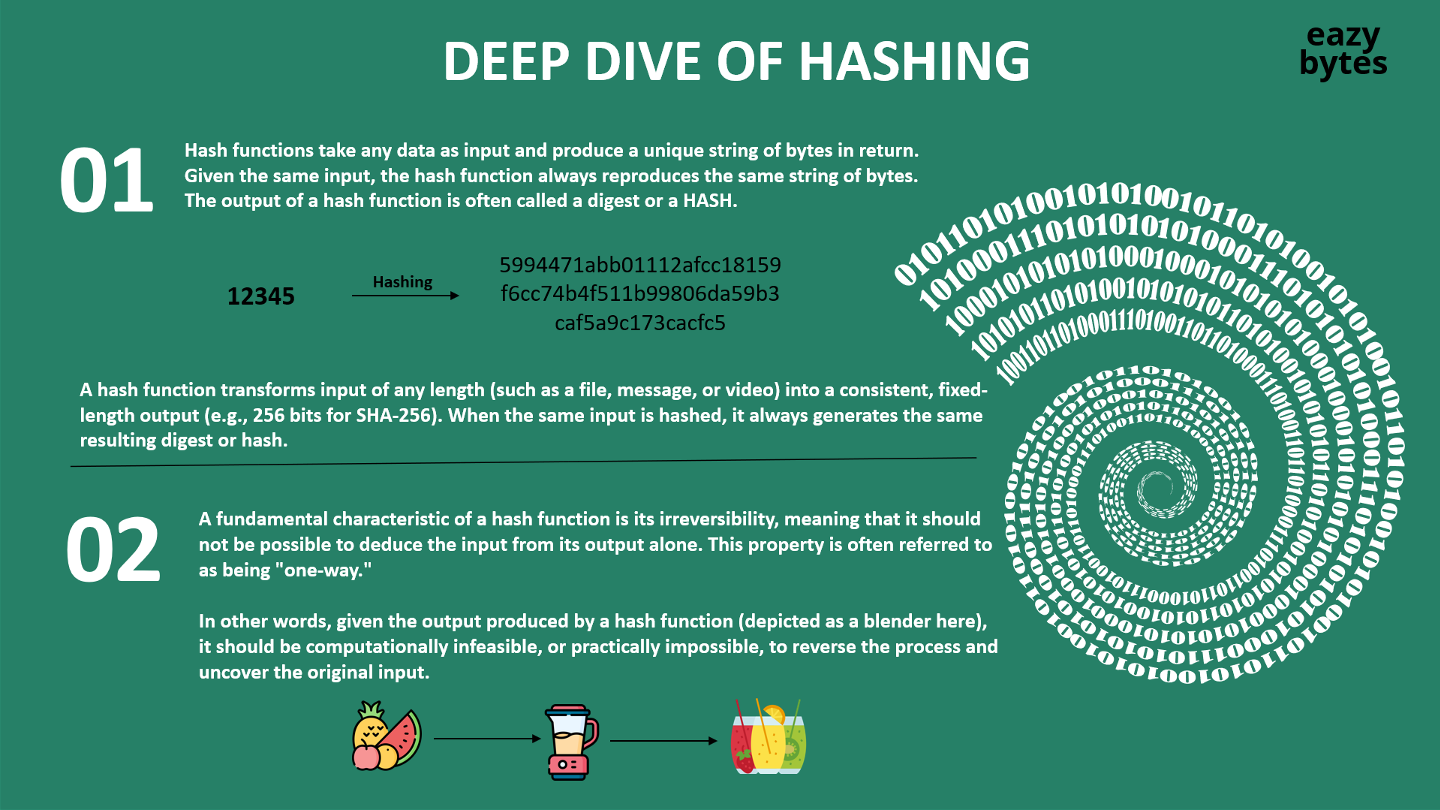 DEEP DIVE OF HASHING
eazy
bytes
01
Hash functions take any data as input and produce a unique string of bytes in return.
Given the same input, the hash function always reproduces the same string of bytes.
The output of a hash function is often called a digest or a HASH.
12345
Hashing
5994471abb01112afcc18159
f6cc74b4f511b99806da59b3
caf5a9c173cacfc5
A hash function transforms input of any length (such as a file, message, or video) into a consistent, fixed-
length output (e.g., 256 bits for SHA-256). When the same input is hashed, it always generates the same
resulting digest or hash.
02
A fundamental characteristic of a hash function is its irreversibility, meaning that it should
not be possible to deduce the input from its output alone. This property is often referred to
as being "one-way."
In other words, given the output produced by a hash function (depicted as a blender here),
it should be computationally infeasible, or practically impossible, to reverse the process and
uncover the original input.